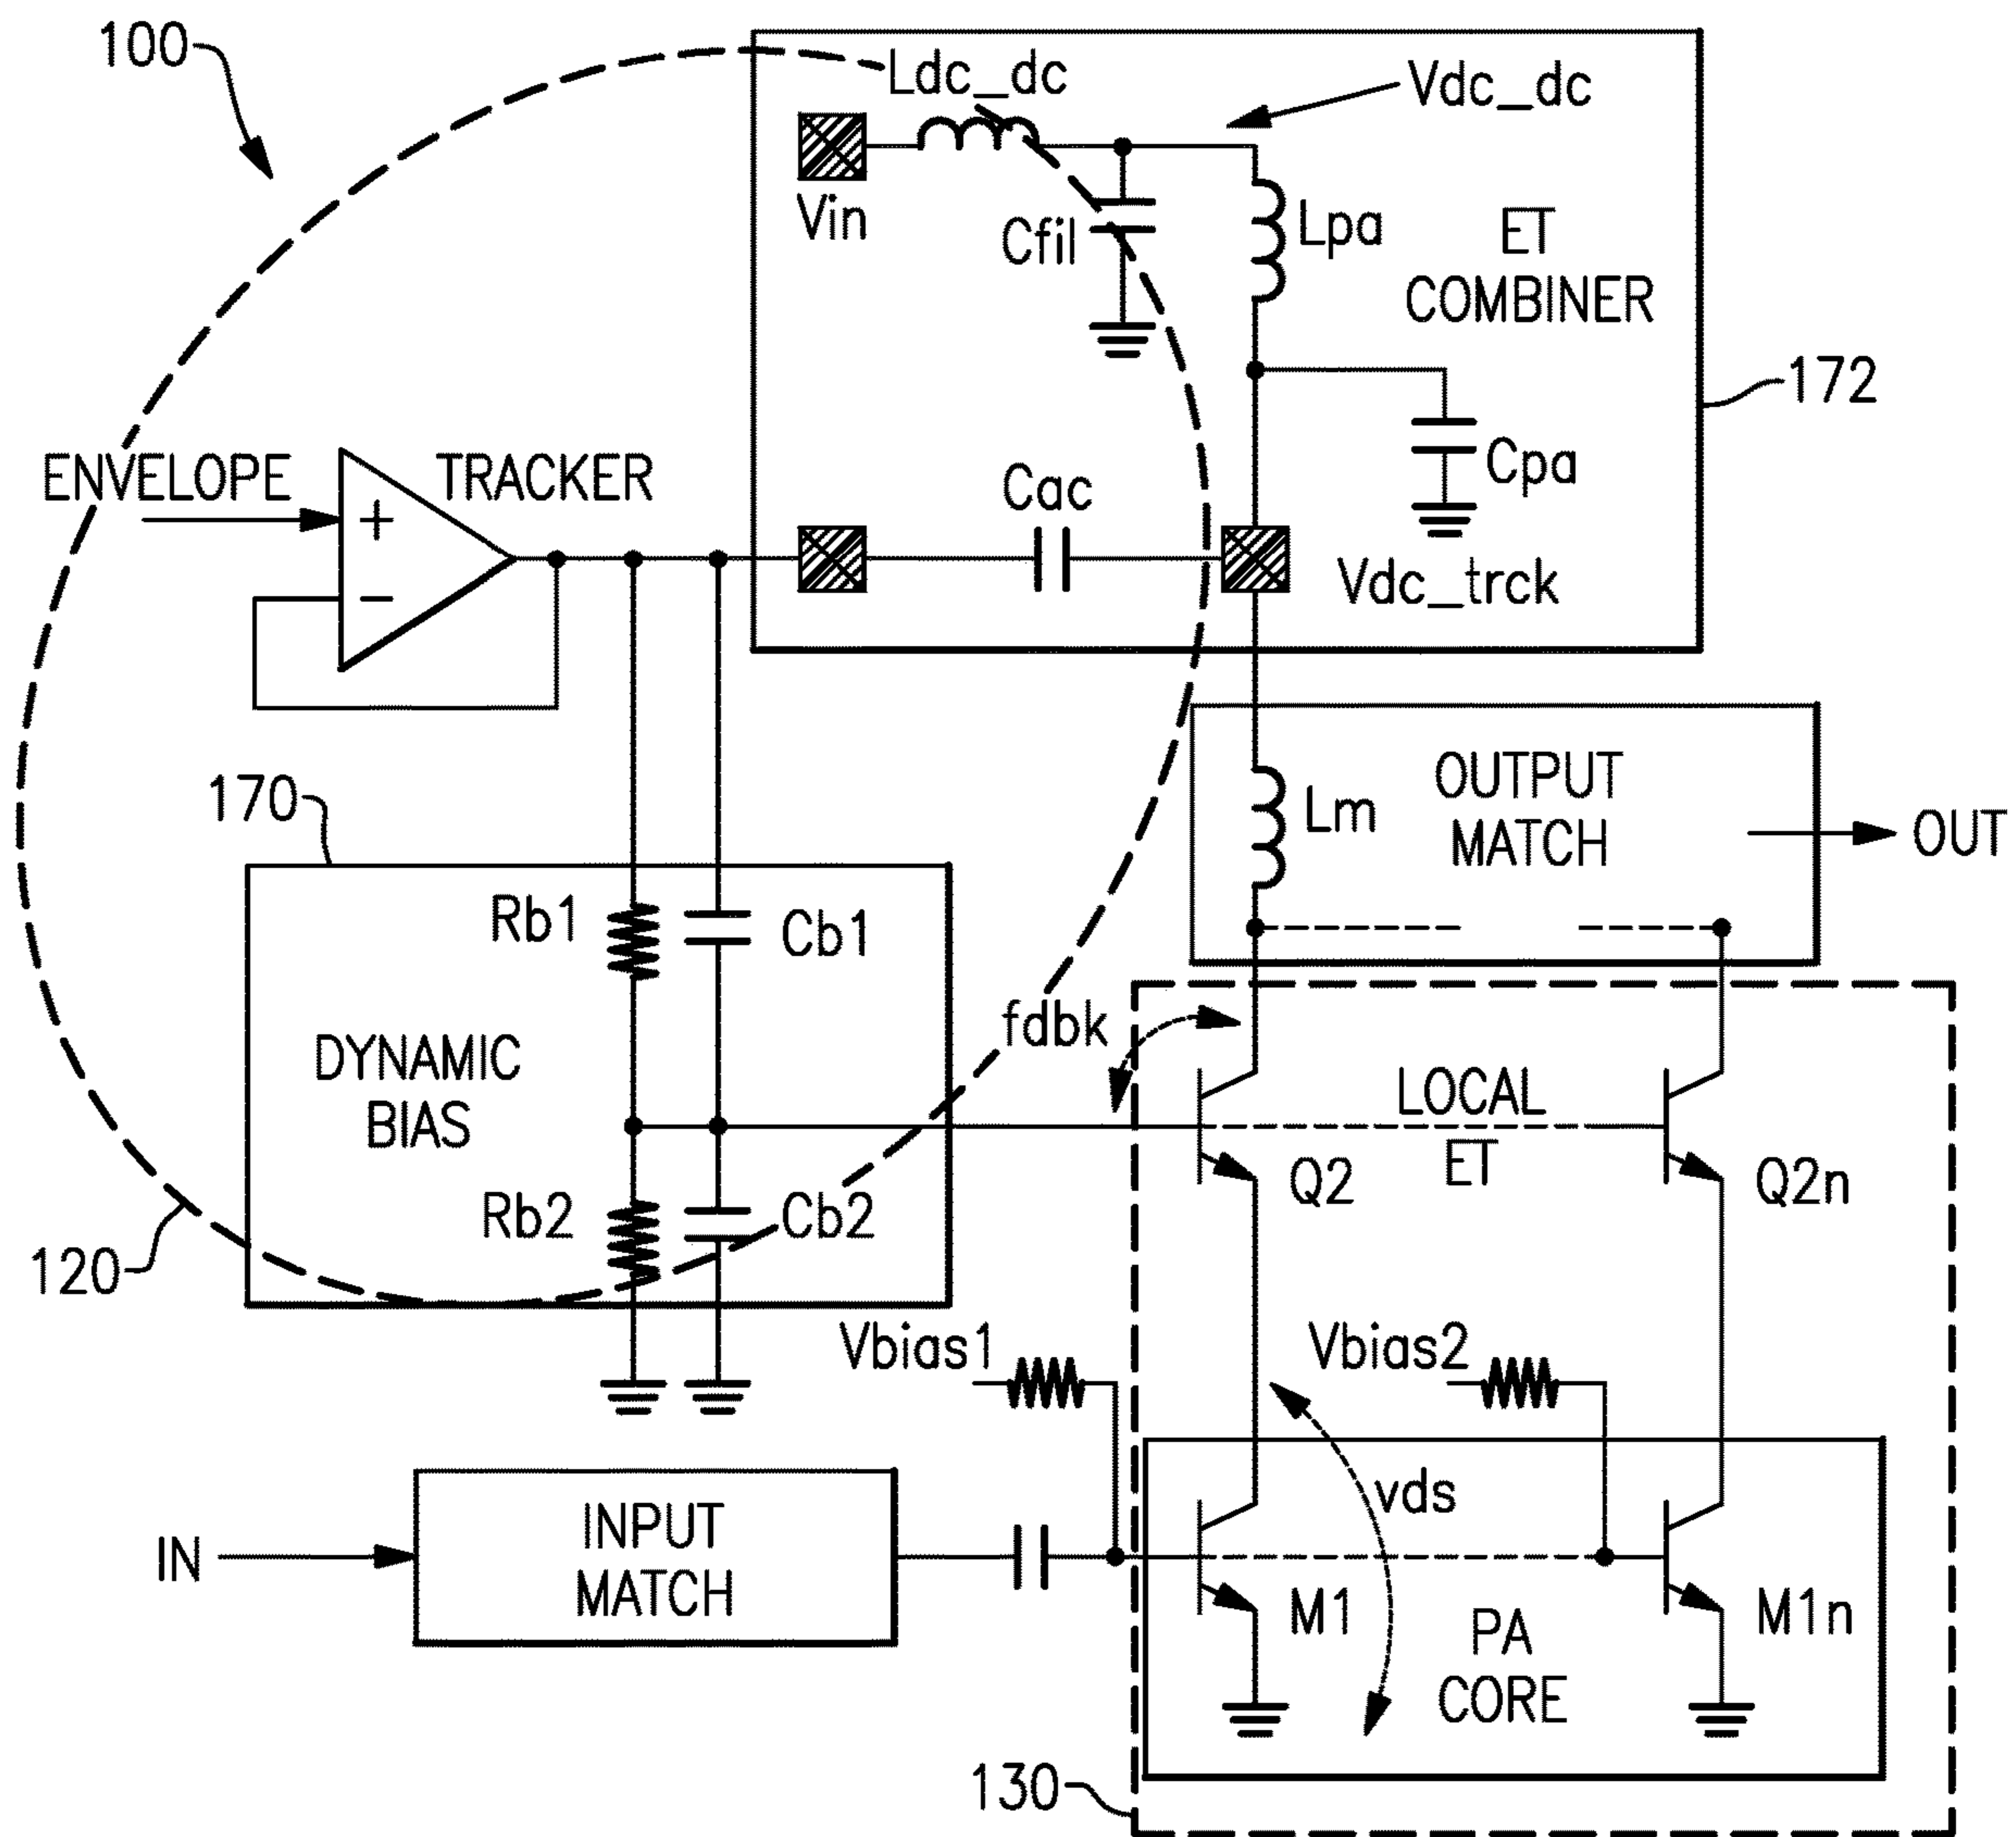 100
Ldc_dc
Vdc_dc
Vin
Cfil
Lpa
ET
COMBINER
172
ENVELOPE
TRACKER
+
−
Cac
Cpa
Vdc_trck
170
Lm
OUTPUT
MATCH
OUT
Rb1
Cb1
fdbk
DYNAMIC
BIAS
LOCAL
ET
Q2
Q2n
Rb2
Cb2
120
Vbias1
Vbias2
vds
IN
INPUT
MATCH
M1
M1n
PA
CORE
130